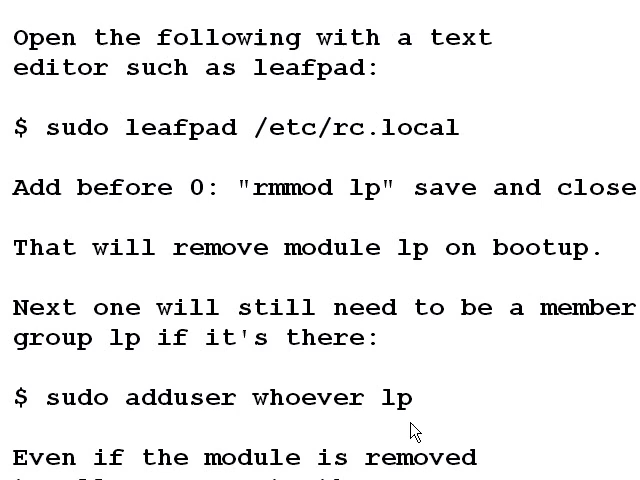 Open the following with a text
editor such as leafpad:
$ sudo leafpad /etc/rc.local
Add before 0: "rmmod lp" save and close
That will remove module lp on bootup.
Next one will still need to be a member
group lp if it's there:
$ sudo adduser whoever lp
Even if the module is removed